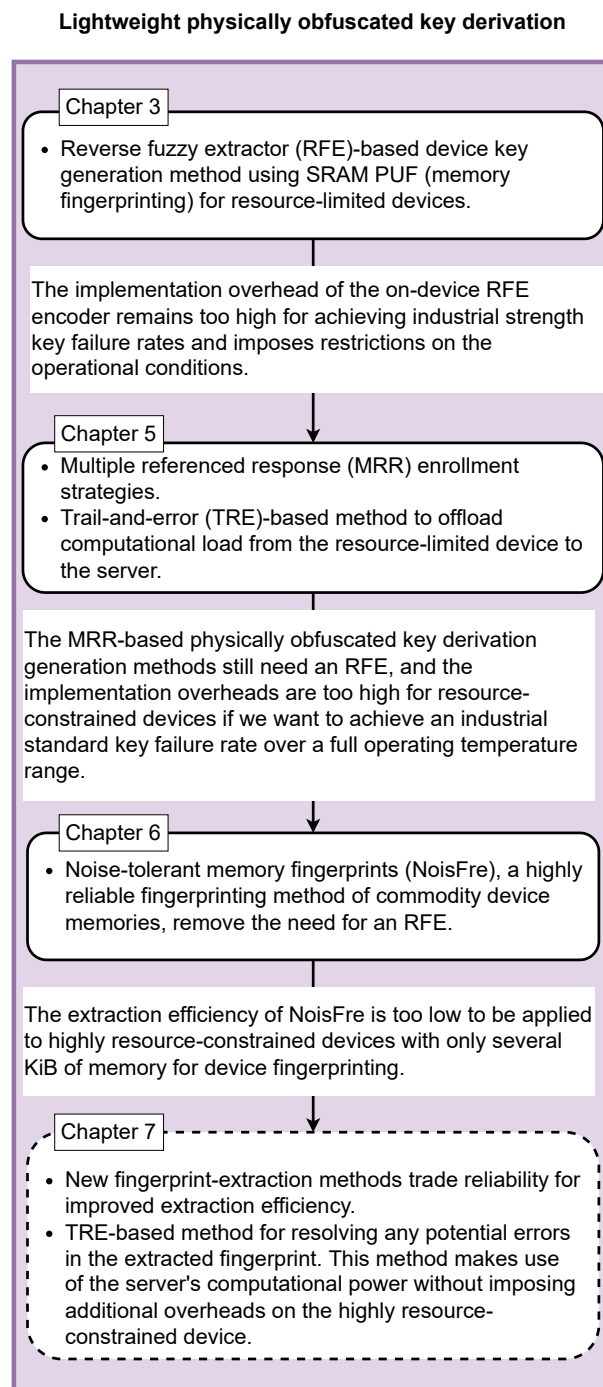 Lightweight physically obfuscated key derivation
Chapter 3
• Reverse fuzzy extractor (RFE)-based device key
generation method using SRAM PUF (memory
fingerprinting) for resource-limited devices.
The implementation overhead of the on-device RFE
encoder remains too high for achieving industrial strength
key failure rates and imposes restrictions on the
operational conditions.
Chapter 5
• Multiple referenced response (MRR) enrollment
strategies.
• Trail-and-error (TRE)-based method to offload
computational load from the resource-limited device to
the server.
The MRR-based physically obfuscated key derivation
generation methods still need an RFE, and the
implementation overheads are too high for resource-
constrained devices if we want to achieve an industrial
standard key failure rate over a full operating temperature
range.
Chapter 6
• Noise-tolerant memory fingerprints (NoisFre), a highly
reliable fingerprinting method of commodity device
memories, remove the need for an RFE.
The extraction efficiency of NoisFre is too low to be applied
to highly resource-constrained devices with only several
KiB of memory for device fingerprinting.
Chapter 7
• New fingerprint-extraction methods trade reliability for
improved extraction efficiency.
• TRE-based method for resolving any potential errors
in the extracted fingerprint. This method makes use
of the server's computational power without imposing
additional overheads on the highly resource-
constrained device.